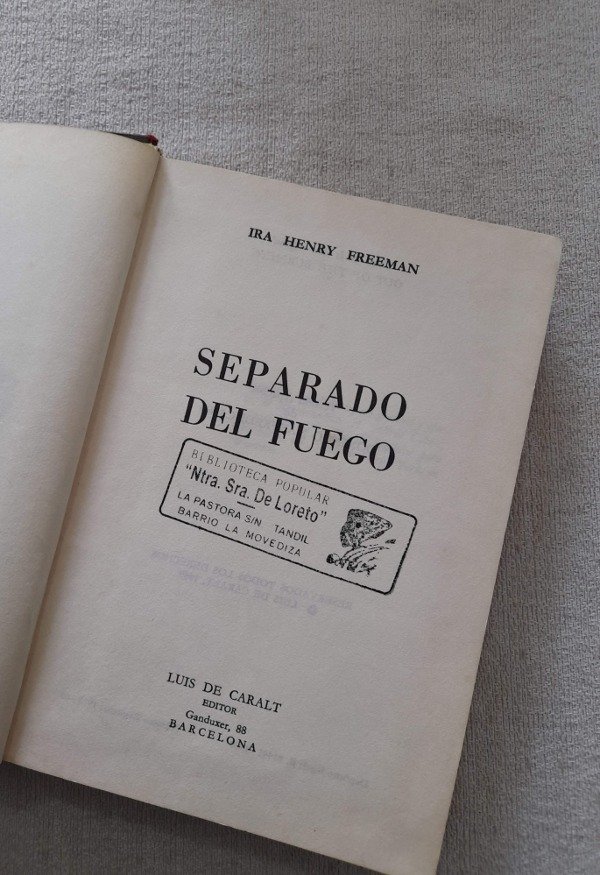 IRA HENRY FREEMAN
SEPARADO
DEL FUEGO
BIBLIOTECA POPULAR
"Ntra. Sra. De Loreto"
LA PASTORA S/N TANDIL
BARRIO LA MOVEDIZA
LUIS DE CARALT
EDITOR
Ganduxer, 88
BARCELONA